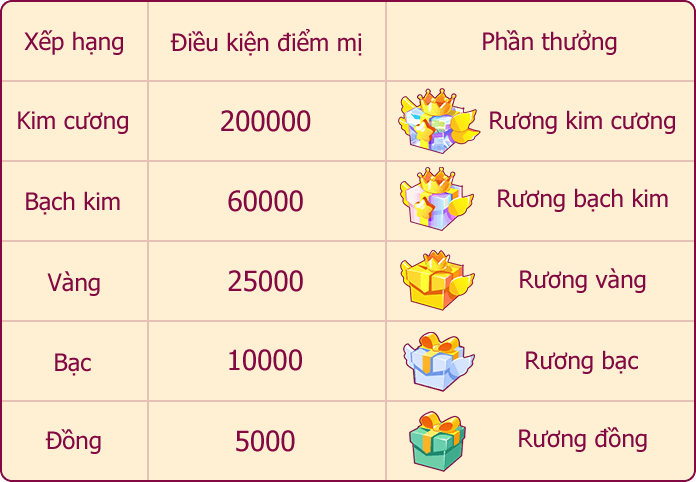 Xếp hạng Điều kiện điểm mị Phần thưởng
Kim cương 200000 Rương kim cương
Bạch kim 60000 Rương bạch kim
Vàng 25000 Rương vàng
Bạc 10000 Rương bạc
Đồng 5000 Rương đồng